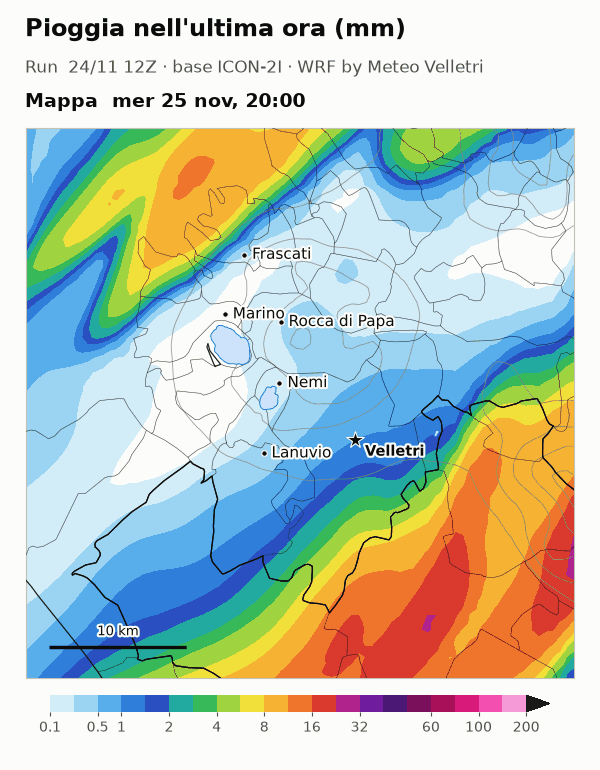 Pioggia nell'ultima ora (mm)
Run  24/11 12Z · base ICON-2I · WRF by Meteo Velletri
Mappa  mer 25 nov, 20:00
Frascati
Marino
Rocca di Papa
Nemi
Lanuvio
Velletri
10 km
0.1 0.5 1 2 4 8 16 32 60 100 200